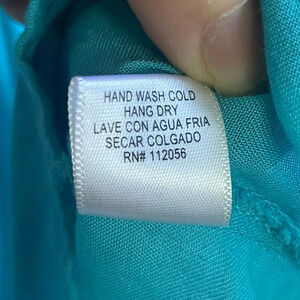 HAND WASH COLD
HANG DRY
LAVE CON AGUA FRIA
SECAR COLGADO
RN# 112056